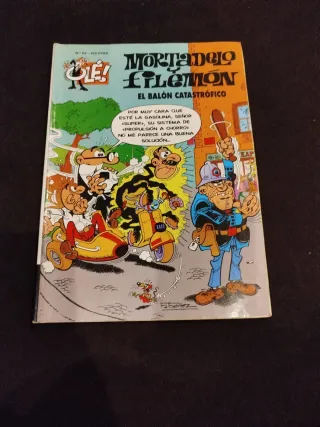 OLÉ!
MORTADELO
Y FILEMÓN
EL BALÓN CATASTRÓFICO
POR MUY CARA QUE
ESTÉ LA GASOLINA, SEÑOR
«SUPER», SU SISTEMA DE
«PROPULSIÓN A CHORRO»
NO ME PARECE UNA BUENA
SOLUCIÓN...